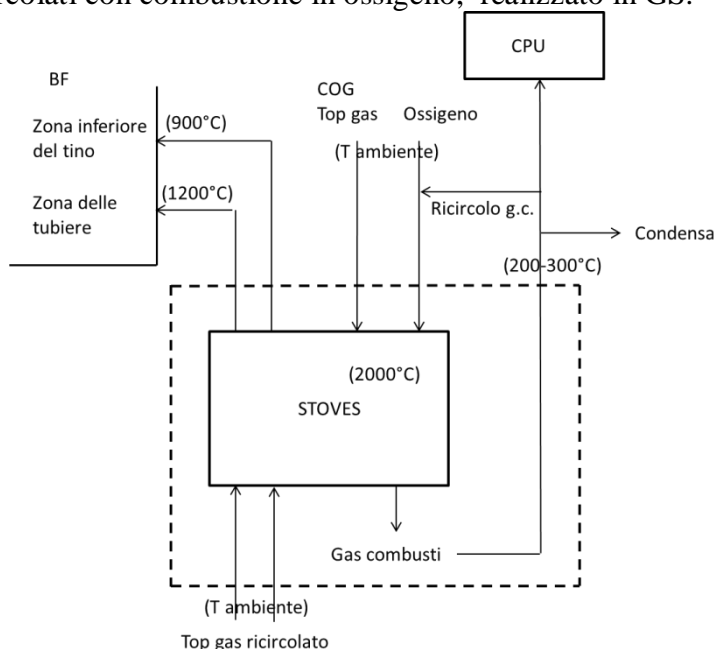 rcolati con combustione in ossigeno, realizzato in GS.
CPU
BF
COG
Top gas Ossigeno
Zona inferiore
del tino
(900°C)
(T ambiente)
Zona delle
tubiere
(1200°C)
Ricircolo g.c.
Condensa
(200-300°C)
(2000°C)
STOVES
Gas combusti
(T ambiente)
Top gas ricircolato